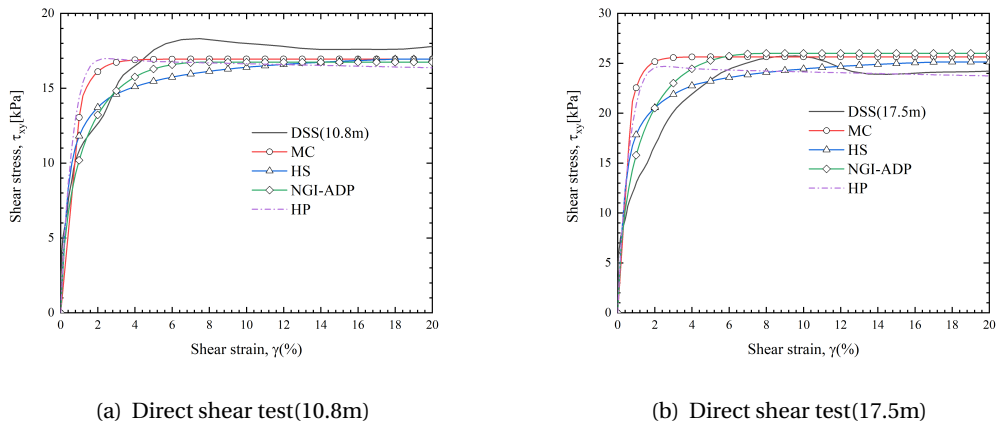 20
15
10
5
0
Shear stress, τxy[kPa]
DSS(10.8m)
MC
HS
NGI-ADP
HP
0 2 4 6 8 10 12 14 16 18 20
Shear strain, γ(%)
(a) Direct shear test(10.8m)
30
25
20
15
10
5
0
Shear stress, τxy[kPa]
DSS(17.5m)
MC
HS
NGI-ADP
HP
0 2 4 6 8 10 12 14 16 18 20
Shear strain, γ(%)
(b) Direct shear test(17.5m)